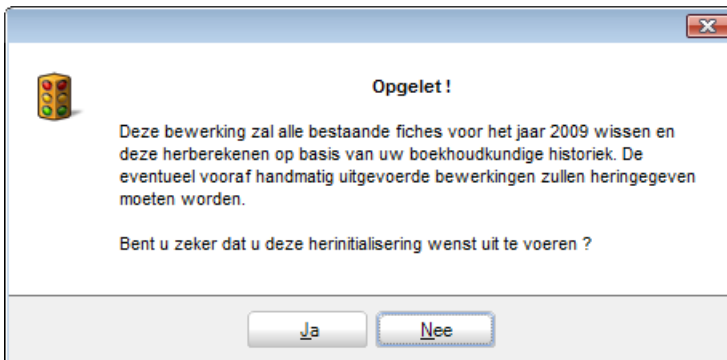 Opgelet !
Deze bewerking zal alle bestaande fiches voor het jaar 2009 wissen en
deze herberekenen op basis van uw boekhoudkundige historiek. De
eventueel vooraf handmatig uitgevoerde bewerkingen zullen heringegeven
moeten worden.
Bent u zeker dat u deze herinitialisering wenst uit te voeren ?
Ja
Nee